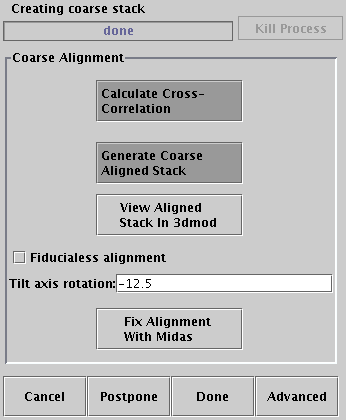 Creating coarse stack
done
Kill Process
Coarse Alignment
Calculate Cross-
Correlation
Generate Coarse
Aligned Stack
View Aligned
Stack In 3dmod
Fiducialess alignment
Tilt axis rotation: -12.5
Fix Alignment
With Midas
Cancel Postpone Done Advanced